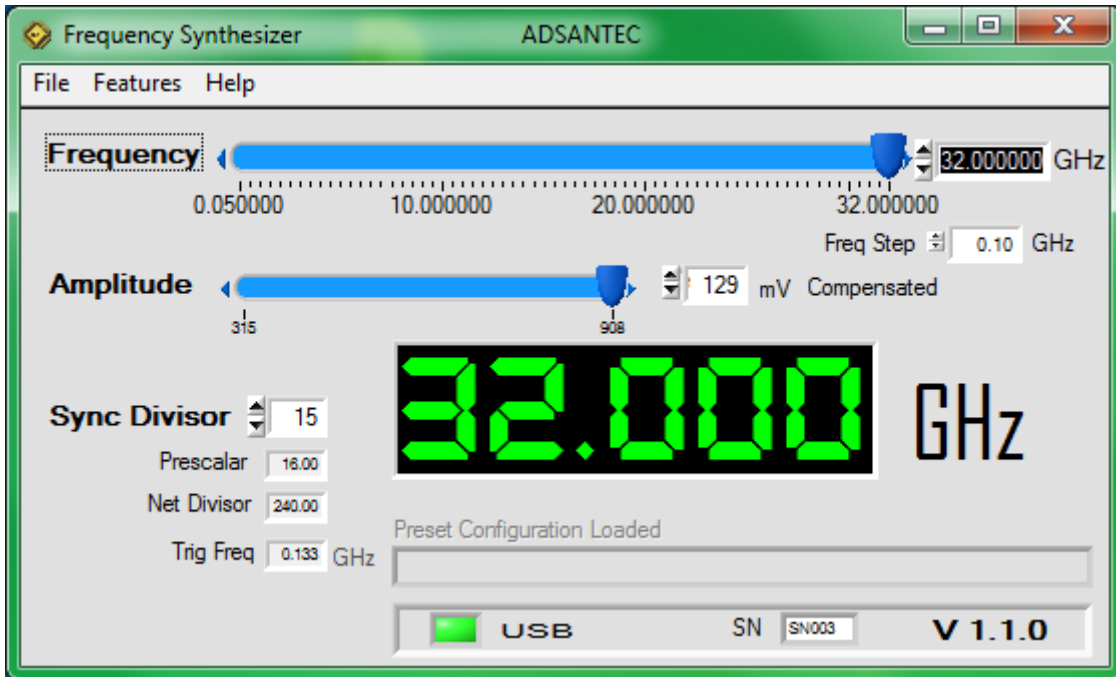 Frequency Synthesizer ADSANTEC
File Features Help
Frequency 32.000000 GHz
0.050000 10.000000 20.000000 32.000000
Freq Step 0.10 GHz
Amplitude 129 mV Compensated
315 908
32.000 GHz
Sync Divisor 15
Prescalar 16.00
Net Divisor 240.00
Preset Configuration Loaded
Trig Freq 0.133 GHz
USB SN SN003 V 1.1.0